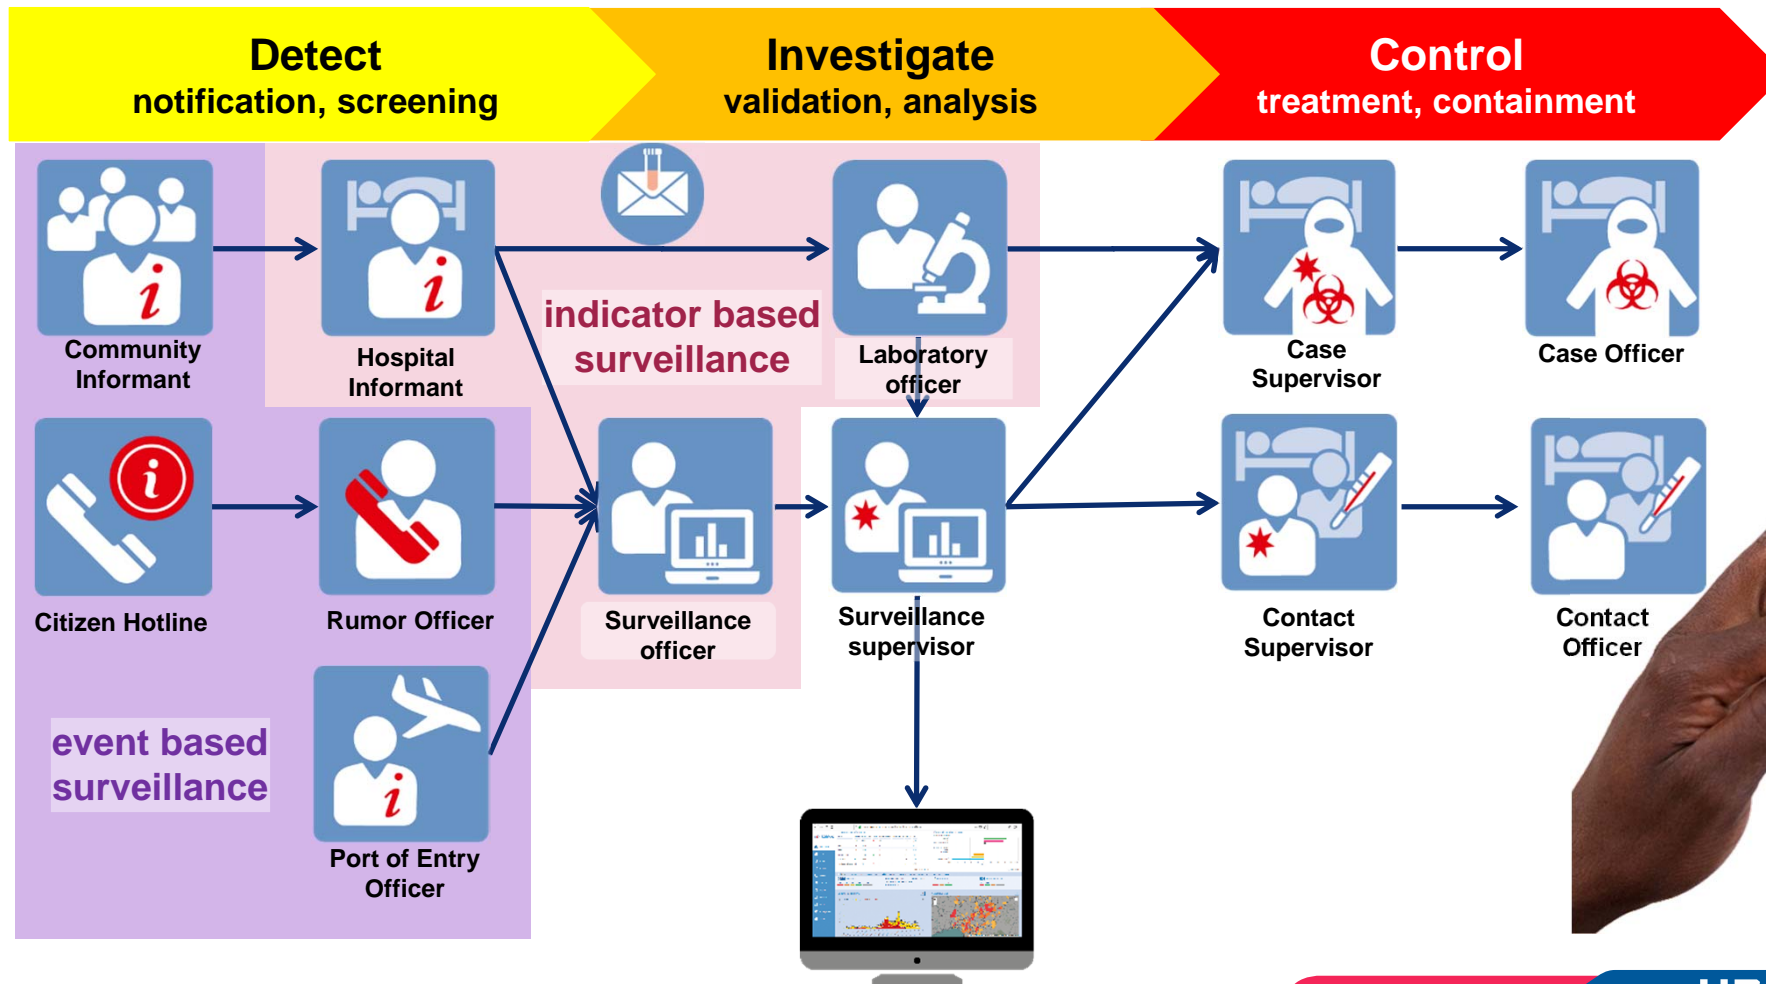 Detect
notification, screening
Investigate
validation, analysis
Control
treatment, containment
Community
Informant
Hospital
Informant
indicator based
surveillance
Laboratory
officer
Case
Supervisor
Case Officer
Citizen Hotline
Rumor Officer
Surveillance
officer
Surveillance
supervisor
Contact
Supervisor
Contact
Officer
event based
surveillance
Port of Entry
Officer